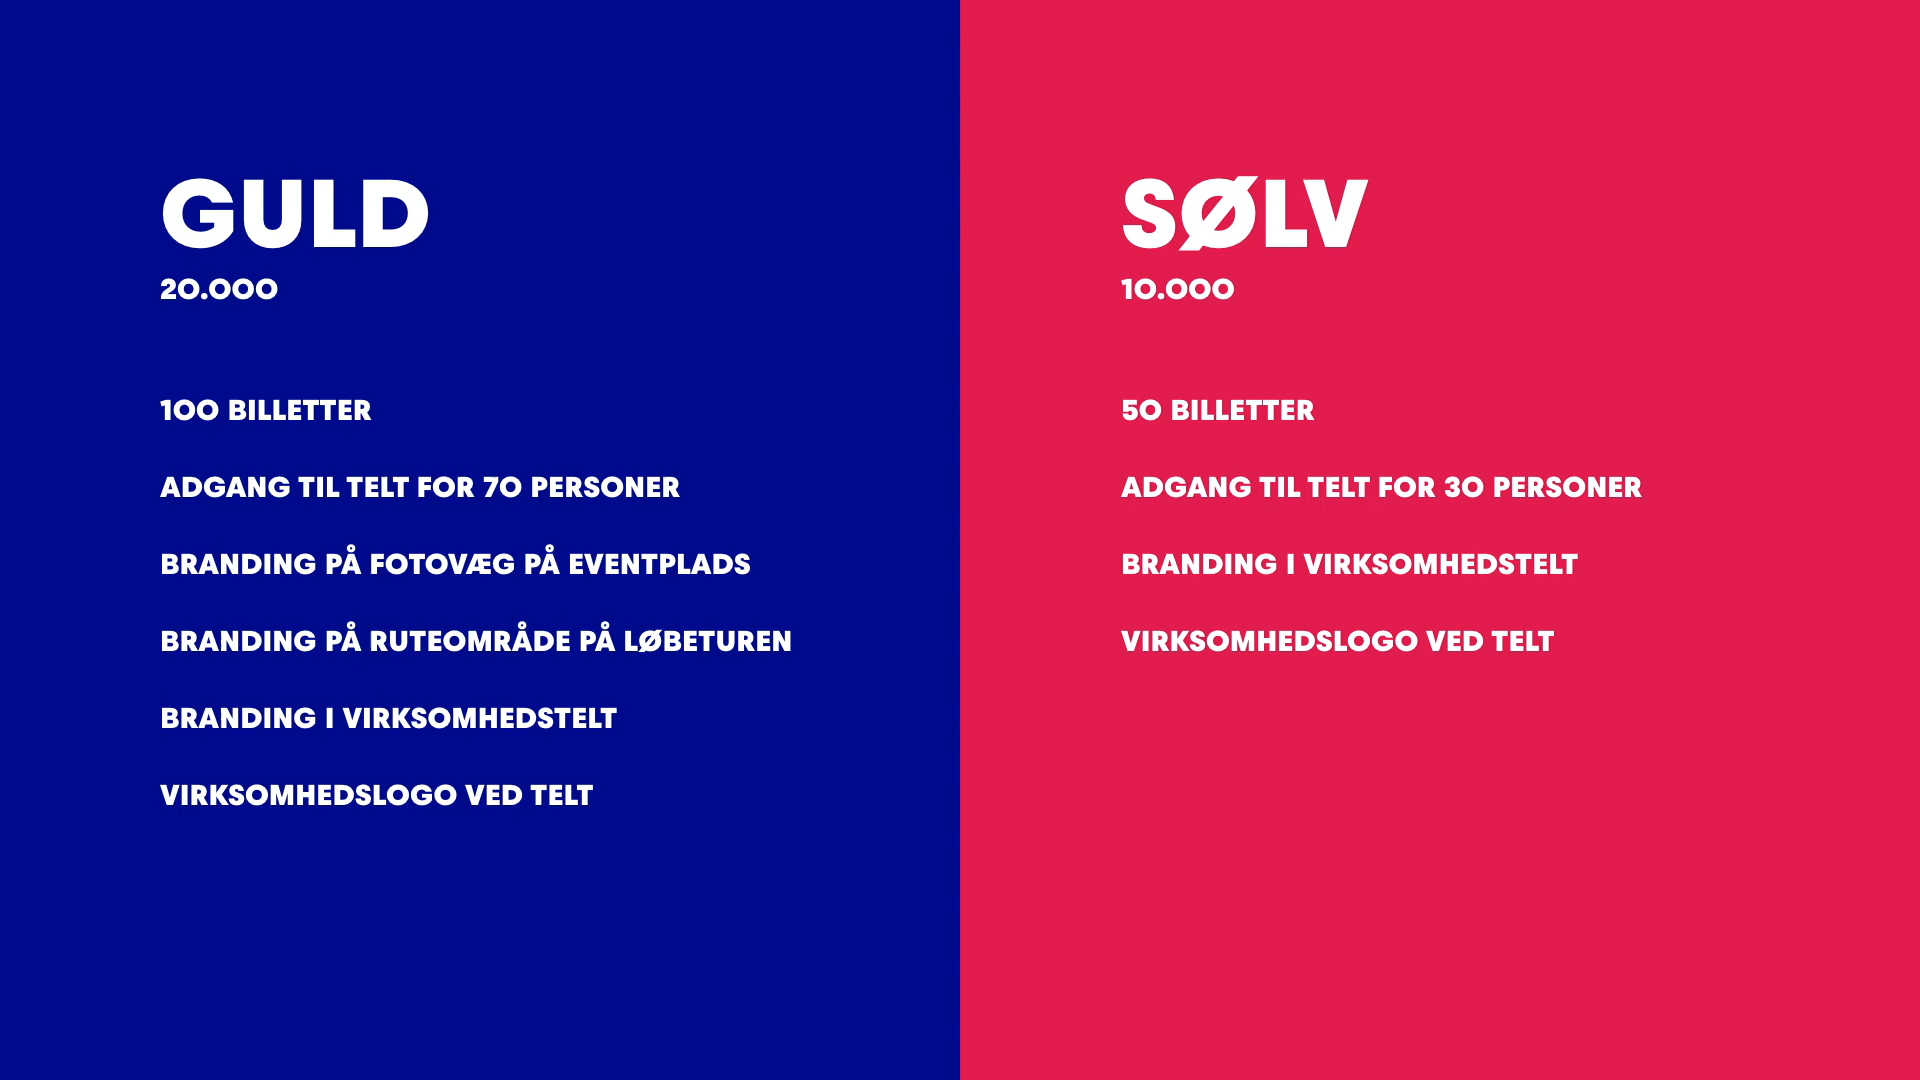 GULD
20.000
100 BILLETTER
ADGANG TIL TELT FOR 70 PERSONER
BRANDING PÅ FOTOVÆG PÅ EVENTPLADS
BRANDING PÅ RUTEOMRÅDE PÅ LØBETUREN
BRANDING I VIRKSOMHEDSTELT
VIRKSOMHEDSLOGO VED TELT
SØLV
10.000
50 BILLETTER
ADGANG TIL TELT FOR 30 PERSONER
BRANDING I VIRKSOMHEDSTELT
VIRKSOMHEDSLOGO VED TELT